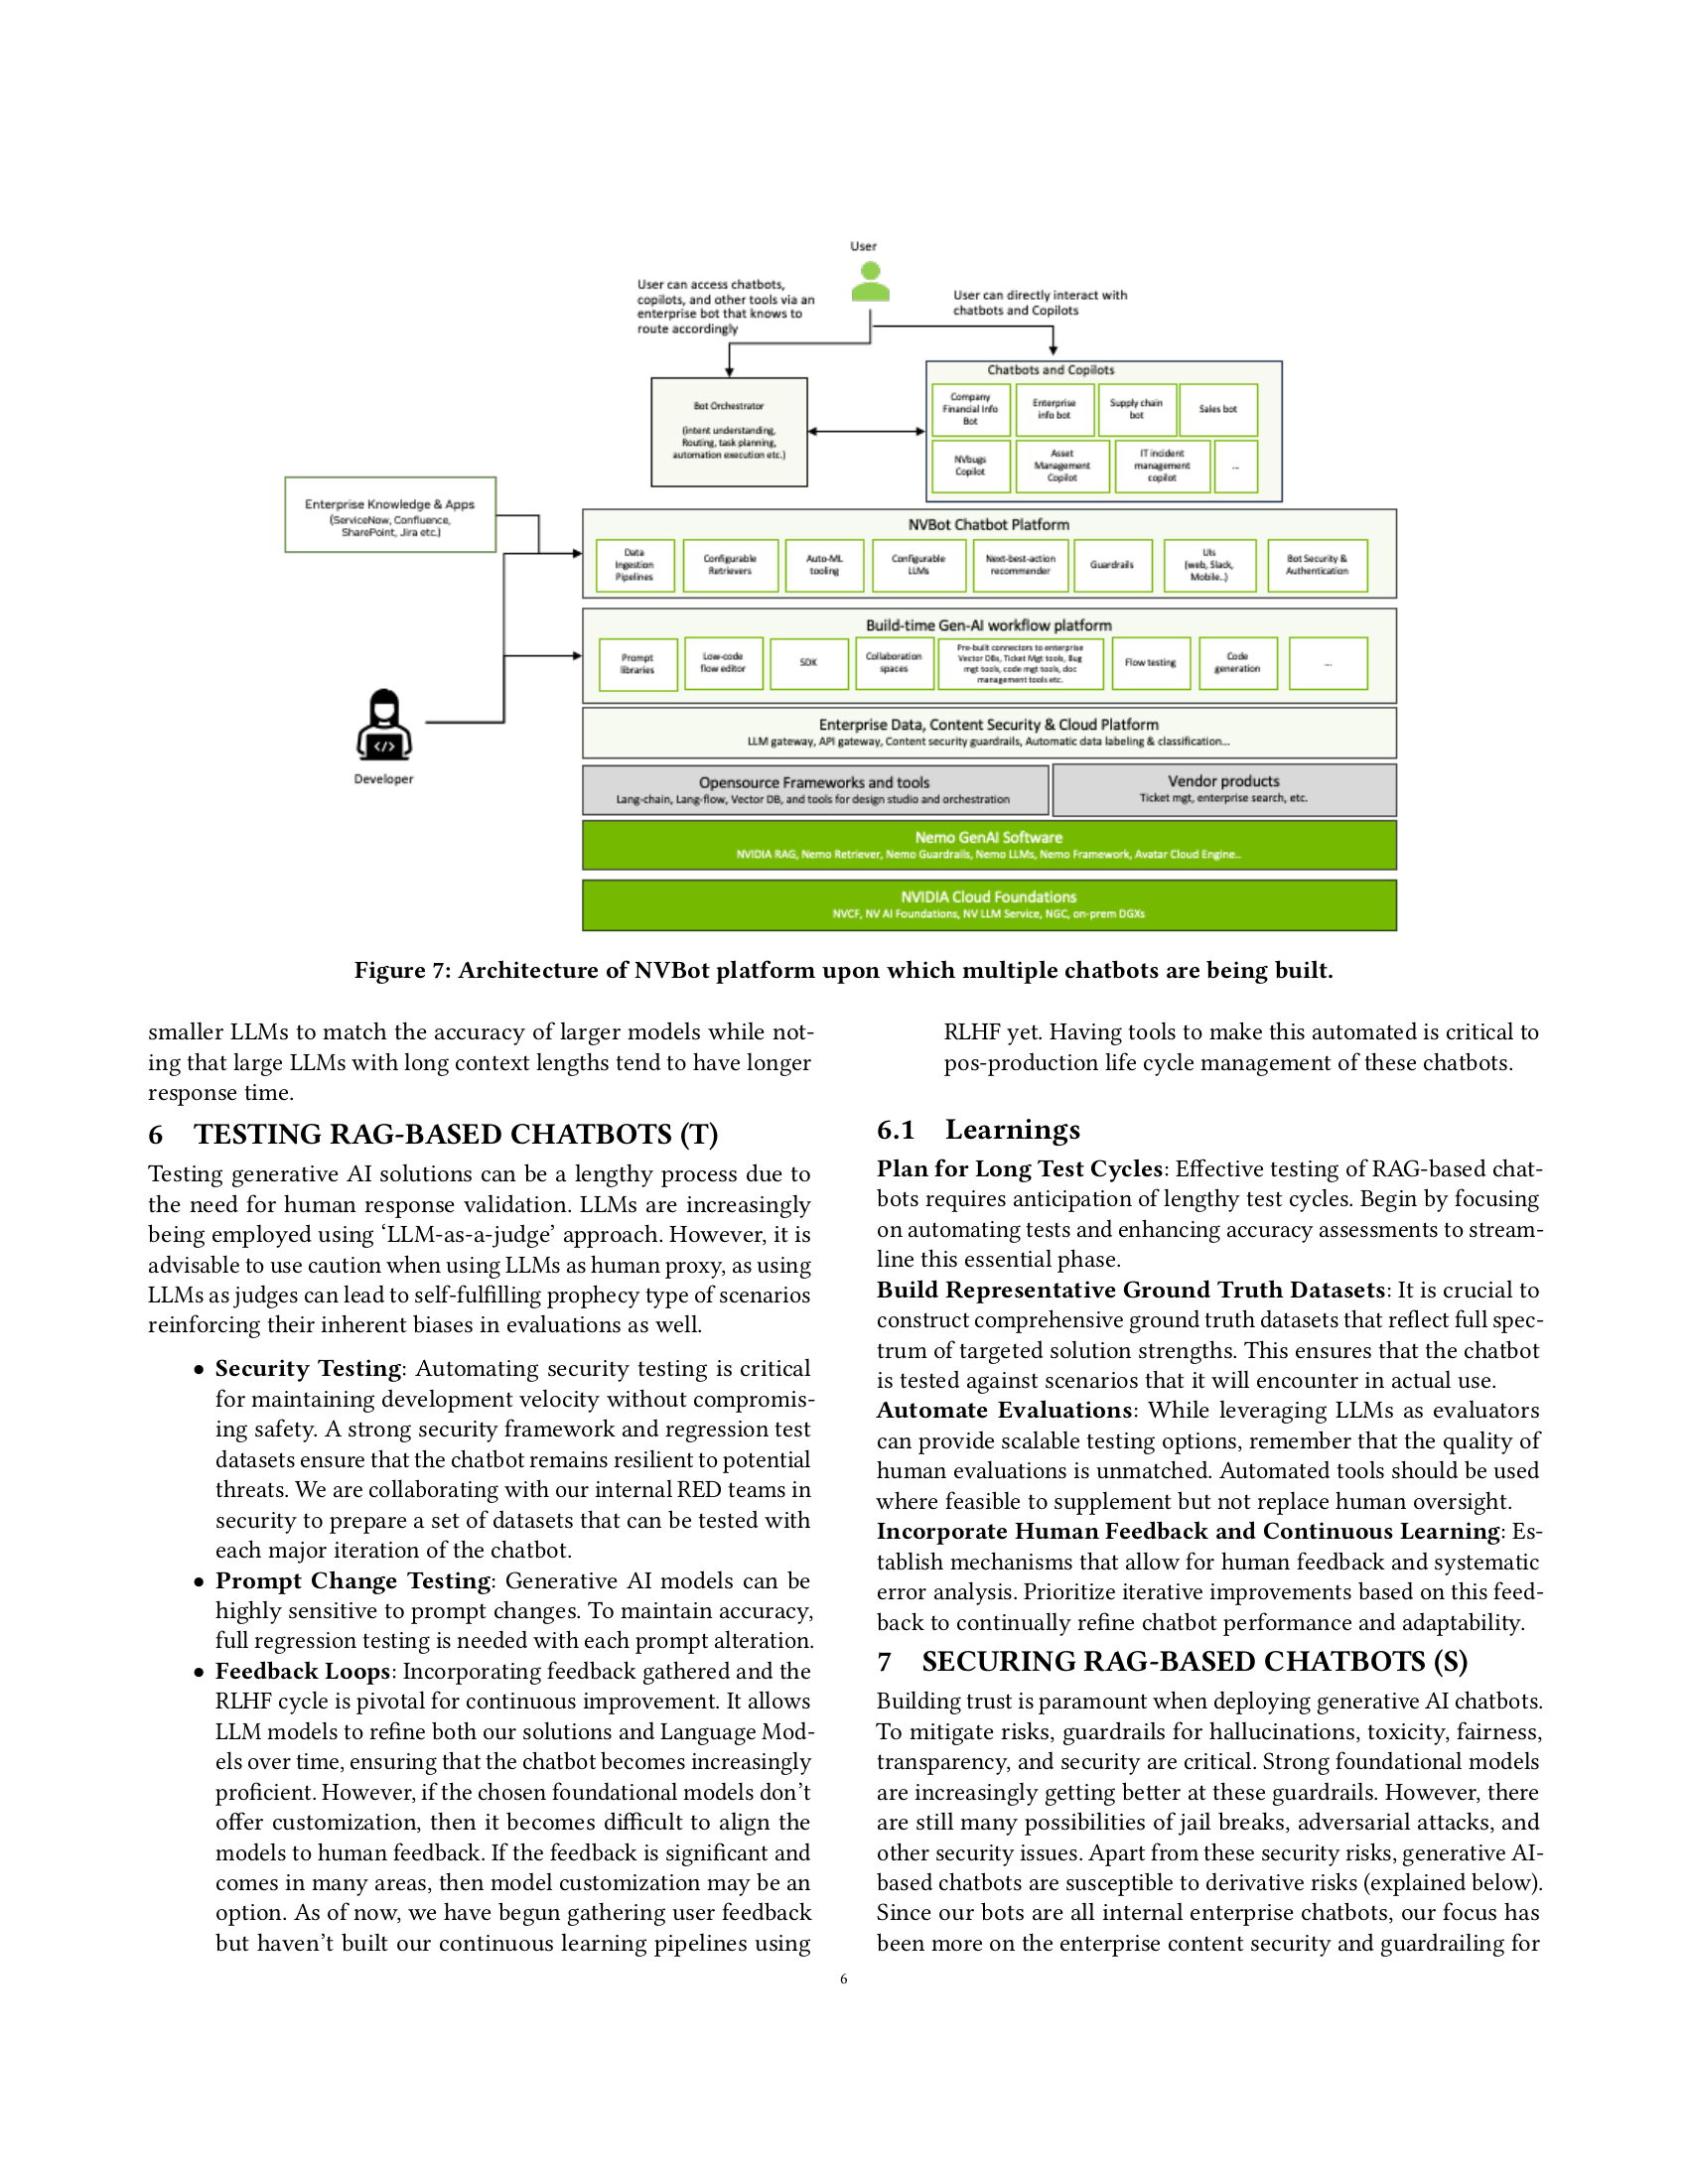 User
User can access chatbots,
copilots, and other tools via an
enterprise bot that knows to
route accordingly
User can directly interact with
chatbots and Copilots
Bot Orchestrator
(intent understanding,
Routing, task planning,
automation execution etc.)
Chatbots and Copilots
Company
Financial Info
Bot
Enterprise
info bot
Supply chain
bot
Sales bot
NVbugs
Copilot
Asset
Management
Copilot
IT incident
management
copilot
...
Enterprise Knowledge & Apps
(ServiceNow, Confluence,
SharePoint, Jira etc.)
NVBot Chatbot Platform
Data
Ingestion
Pipelines
Configurable
Retrievers
Auto-ML
tooling
Configurable
LLMs
Next-best-action
recommender
Guardrails
UIs
(web, Slack,
Mobile..)
Bot Security &
Authentication
Build-time Gen-AI workflow platform
Prompt
libraries
Low-code
flow editor
SDK
Collaboration
spaces
Pre-built connectors to enterprise
Vector DBs, Ticket Mgt tools, Bug
mgt tools, code mgt tools, doc
management tools etc.
Flow testing
Code
generation
...
Developer
Enterprise Data, Content Security & Cloud Platform
LLM gateway, API gateway, Content security guardrails, Automatic data labeling & classification...
Opensource Frameworks and tools
Lang-chain, Lang-flow, Vector DB, and tools for design studio and orchestration
Vendor products
Ticket mgt, enterprise search, etc.
Nemo GenAI Software
NVIDIA RAG, Nemo Retriever, Nemo Guardrails, Nemo LLMs, Nemo Framework, Avatar Cloud Engine..
NVIDIA Cloud Foundations
NVCF, NV AI Foundations, NV LLM Service, NGC, on-prem DGXs
Figure 7: Architecture of NVBot platform upon which multiple chatbots are being built.
smaller LLMs to match the accuracy of larger models while not-
ing that large LLMs with long context lengths tend to have longer
response time.
6 TESTING RAG-BASED CHATBOTS (T)
Testing generative AI solutions can be a lengthy process due to
the need for human response validation. LLMs are increasingly
being employed using ‘LLM-as-a-judge’ approach. However, it is
advisable to use caution when using LLMs as human proxy, as using
LLMs as judges can lead to self-fulfilling prophecy type of scenarios
reinforcing their inherent biases in evaluations as well.
• Security Testing: Automating security testing is critical
for maintaining development velocity without compromis-
ing safety. A strong security framework and regression test
datasets ensure that the chatbot remains resilient to potential
threats. We are collaborating with our internal RED teams in
security to prepare a set of datasets that can be tested with
each major iteration of the chatbot.
• Prompt Change Testing: Generative AI models can be
highly sensitive to prompt changes. To maintain accuracy,
full regression testing is needed with each prompt alteration.
• Feedback Loops: Incorporating feedback gathered and the
RLHF cycle is pivotal for continuous improvement. It allows
LLM models to refine both our solutions and Language Mod-
els over time, ensuring that the chatbot becomes increasingly
proficient. However, if the chosen foundational models don’t
offer customization, then it becomes difficult to align the
models to human feedback. If the feedback is significant and
comes in many areas, then model customization may be an
option. As of now, we have begun gathering user feedback
but haven’t built our continuous learning pipelines using
RLHF yet. Having tools to make this automated is critical to
pos-production life cycle management of these chatbots.
6.1 Learnings
Plan for Long Test Cycles: Effective testing of RAG-based chat-
bots requires anticipation of lengthy test cycles. Begin by focusing
on automating tests and enhancing accuracy assessments to stream-
line this essential phase.
Build Representative Ground Truth Datasets: It is crucial to
construct comprehensive ground truth datasets that reflect full spec-
trum of targeted solution strengths. This ensures that the chatbot
is tested against scenarios that it will encounter in actual use.
Automate Evaluations: While leveraging LLMs as evaluators
can provide scalable testing options, remember that the quality of
human evaluations is unmatched. Automated tools should be used
where feasible to supplement but not replace human oversight.
Incorporate Human Feedback and Continuous Learning: Es-
tablish mechanisms that allow for human feedback and systematic
error analysis. Prioritize iterative improvements based on this feed-
back to continually refine chatbot performance and adaptability.
7 SECURING RAG-BASED CHATBOTS (S)
Building trust is paramount when deploying generative AI chatbots.
To mitigate risks, guardrails for hallucinations, toxicity, fairness,
transparency, and security are critical. Strong foundational models
are increasingly getting better at these guardrails. However, there
are still many possibilities of jail breaks, adversarial attacks, and
other security issues. Apart from these security risks, generative AI-
based chatbots are susceptible to derivative risks (explained below).
Since our bots are all internal enterprise chatbots, our focus has
been more on the enterprise content security and guardrailing for
6